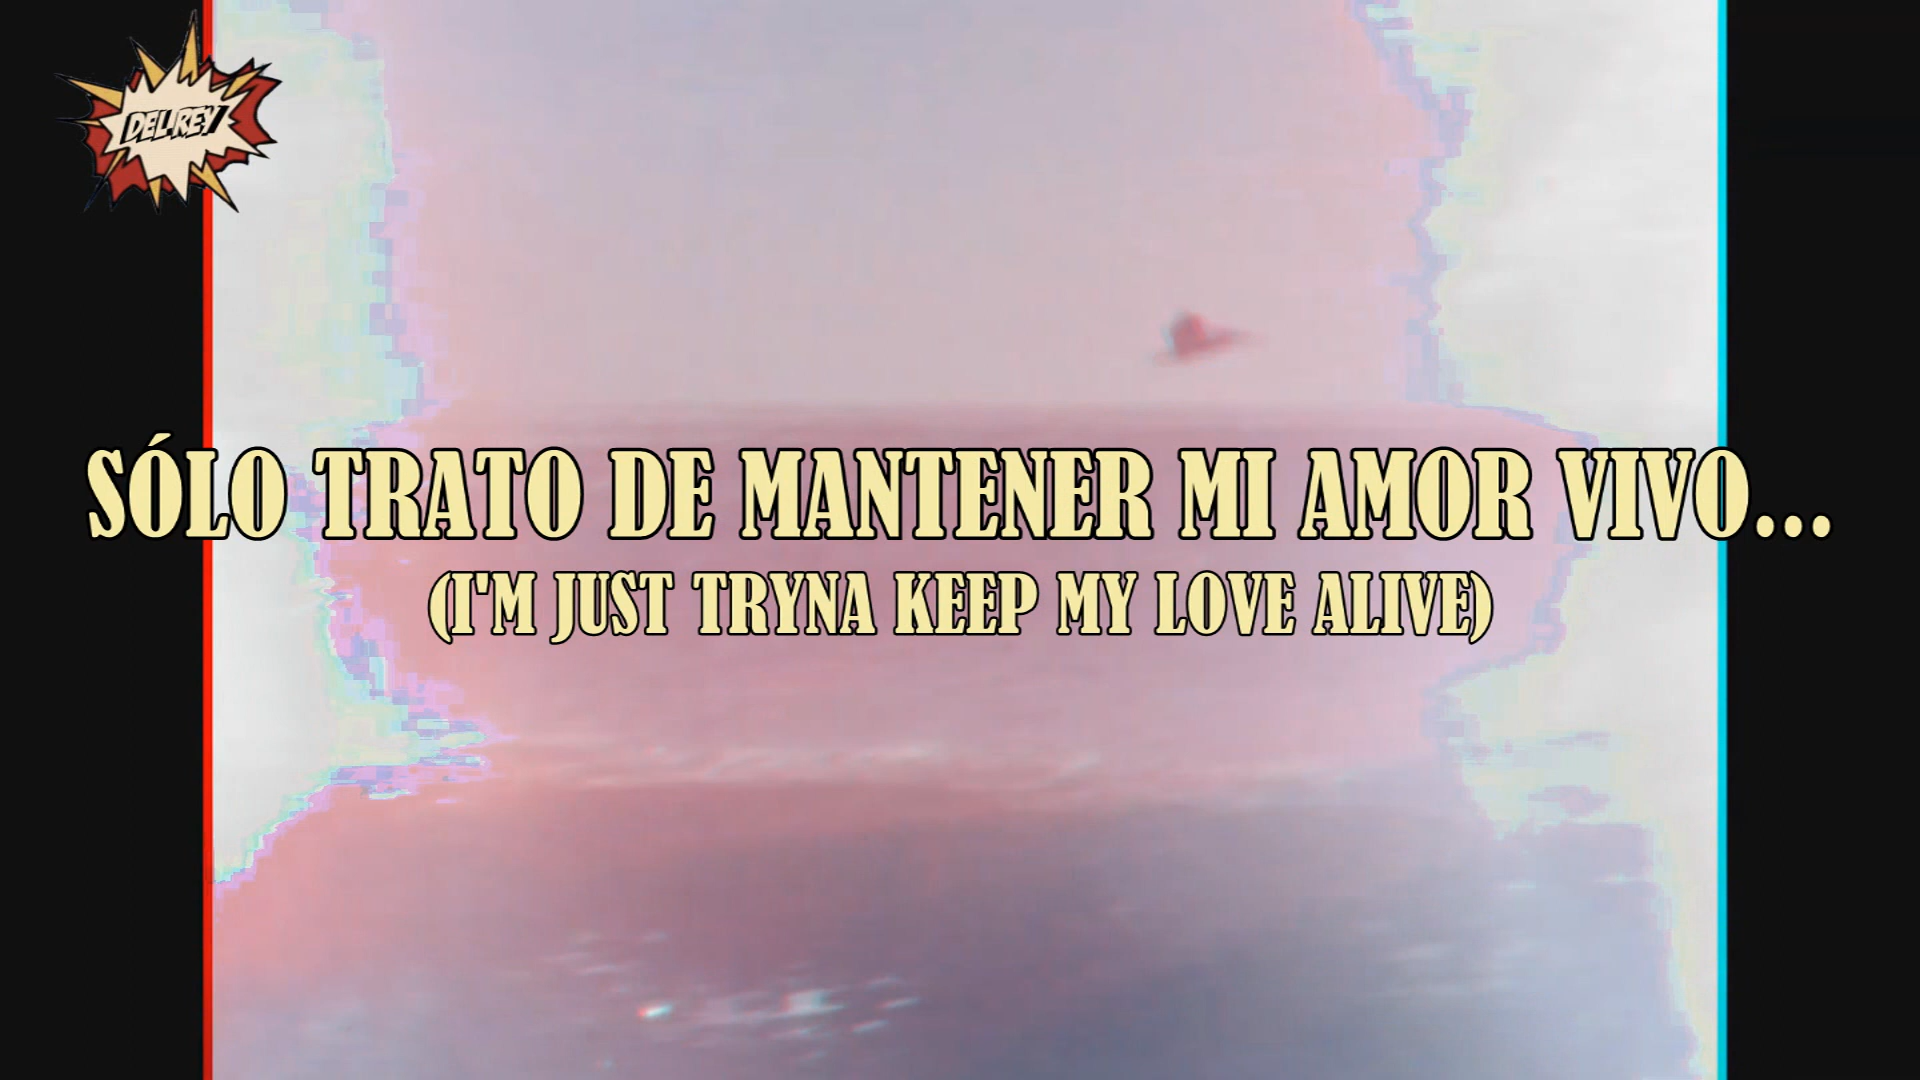 DEL REY
SÓLO TRATO DE MANTENER MI AMOR VIVO...
(I'M JUST TRYNA KEEP MY LOVE ALIVE)